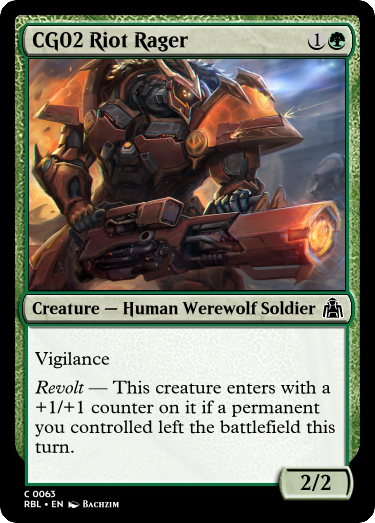 CG02 Riot Rager 1
Creature — Human Werewolf Soldier
Vigilance
Revolt — This creature enters with a
+1/+1 counter on it if a permanent
you controlled left the battlefield this
turn.
2/2
C 0063
RBL • EN Bachzim